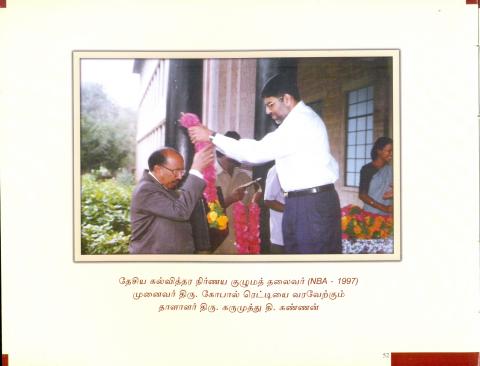 தேசிய கல்வித்தர நிர்ணய குழுமத் தலைவர் (NBA - 1997)
முனைவர் திரு. கோபால் ரெட்டியை வரவேற்கும்
தாளாளர் திரு. கருமுத்து தி. கண்ணன்
52